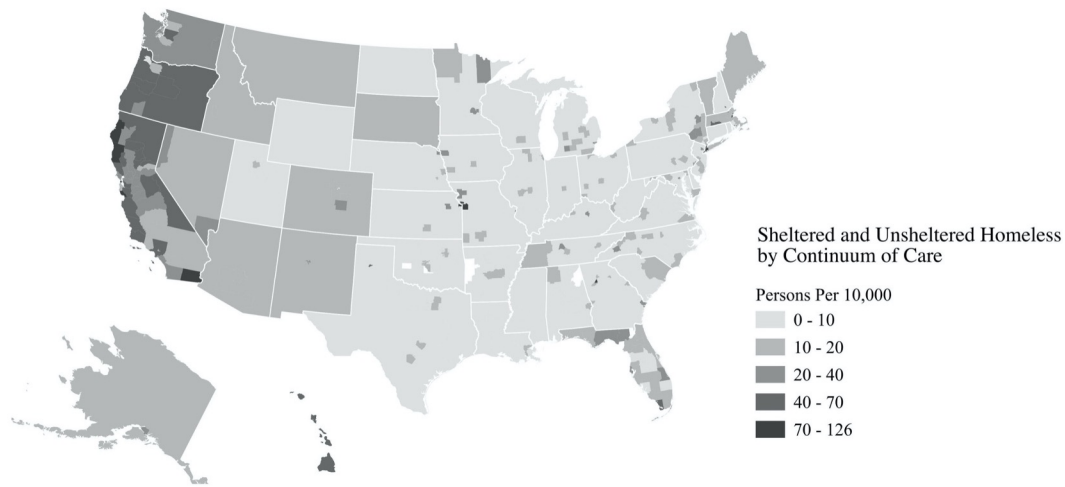 Sheltered and Unsheltered Homeless
by Continuum of Care
Persons Per 10,000
0 - 10
10 - 20
20 - 40
40 - 70
70 - 126